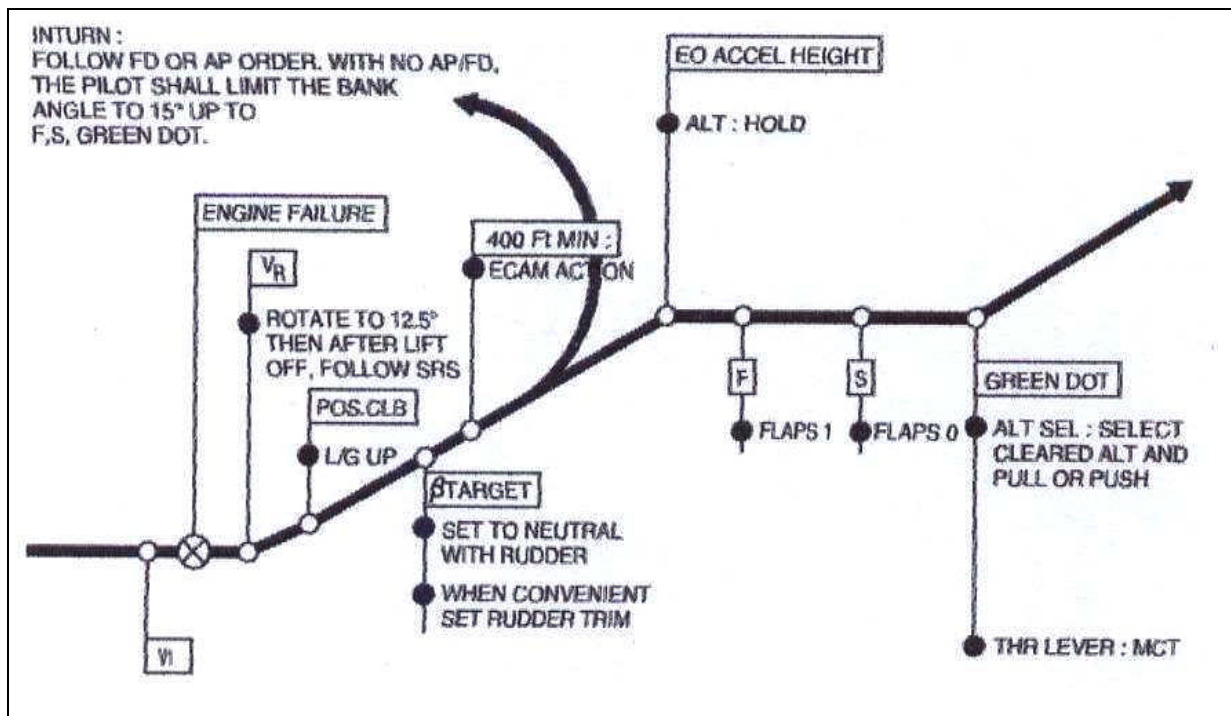 INTURN :
FOLLOW FD OR AP ORDER. WITH NO AP/FD,
THE PILOT SHALL LIMIT THE BANK
ANGLE TO 15° UP TO
F,S, GREEN DOT.
EO ACCEL HEIGHT
ALT : HOLD
ENGINE FAILURE
VR
ROTATE TO 12.5°
THEN AFTER LIFT
OFF, FOLLOW SRS
400 Ft MIN :
ECAM ACTION
POS.CLB
L/G UP
βTARGET
SET TO NEUTRAL
WITH RUDDER
WHEN CONVENIENT
SET RUDDER TRIM
V1
F
FLAPS 1
S
FLAPS 0
GREEN DOT
ALT SEL : SELECT
CLEARED ALT AND
PULL OR PUSH
THR LEVER : MCT